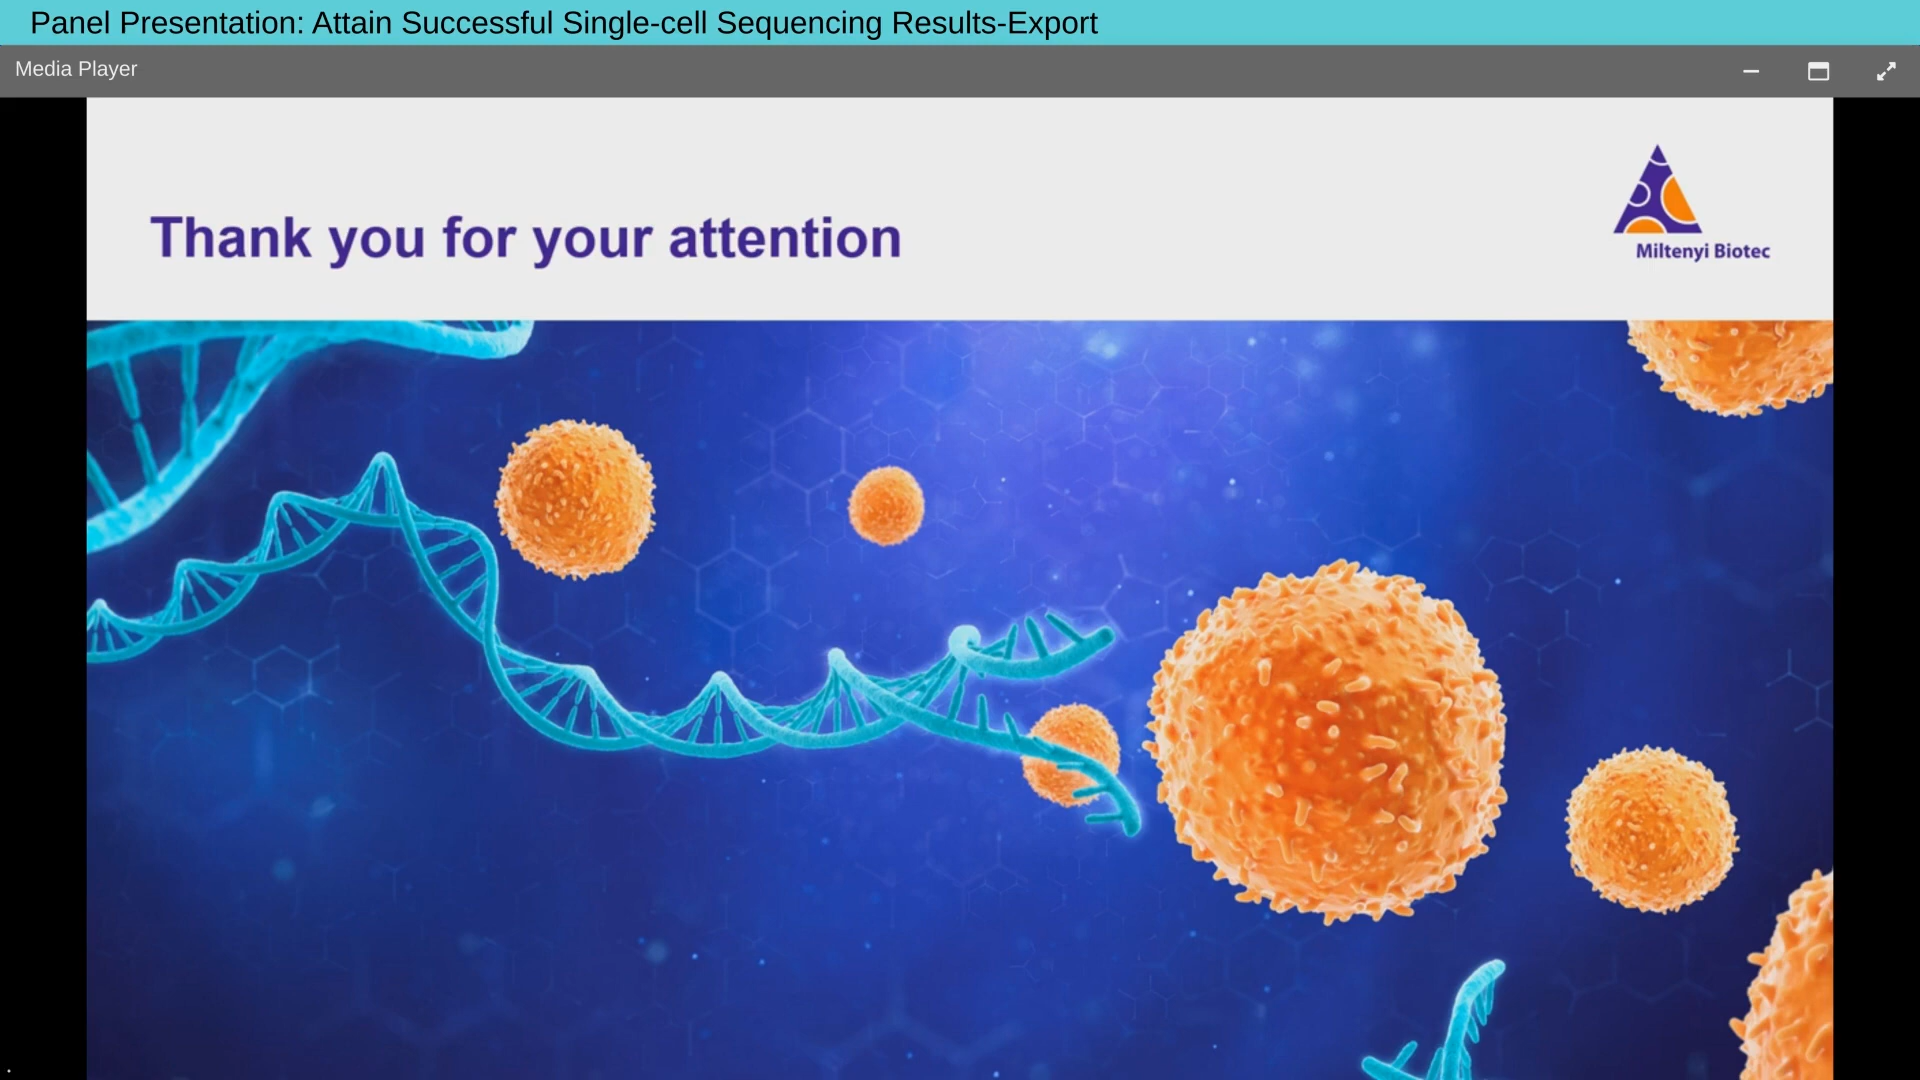 Panel Presentation: Attain Successful Single-cell Sequencing Results-Export
Media Player
Thank you for your attention
Miltenyi Biotec